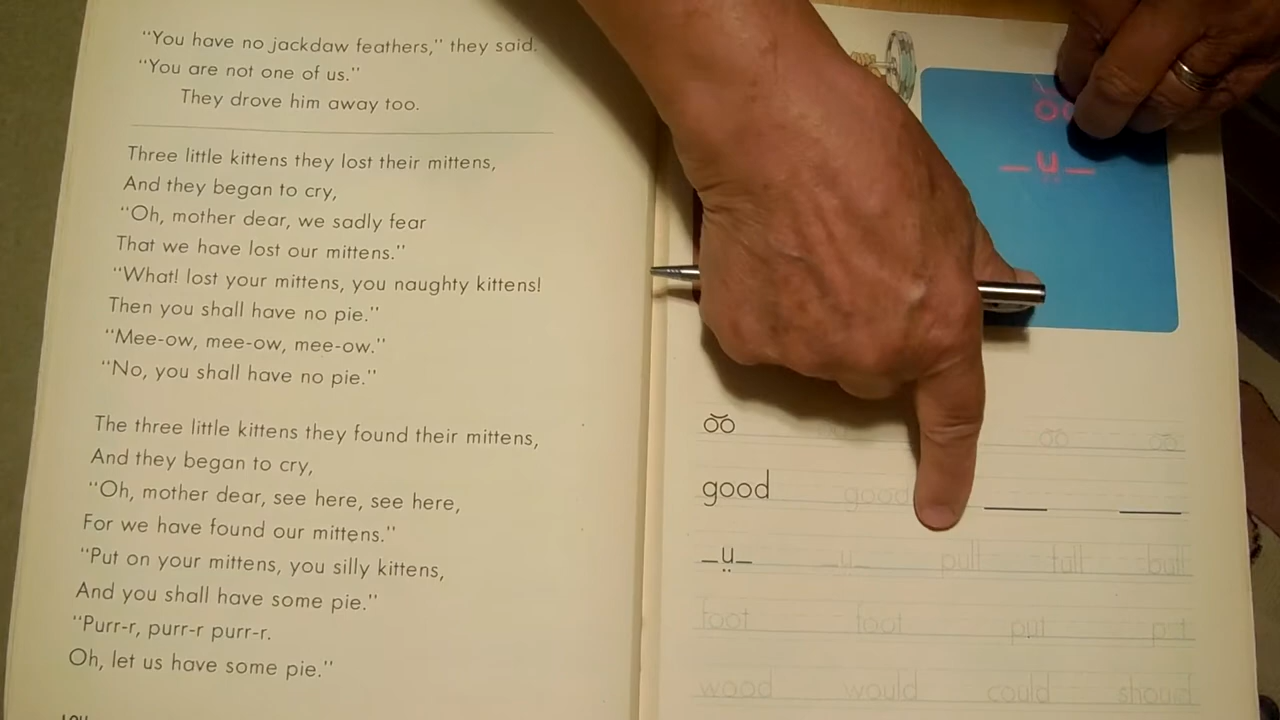 “You have no jackdaw feathers,” they said.
“You are not one of us.”
They drove him away too.
Three little kittens they lost their mittens,
And they began to cry,
“Oh, mother dear, we sadly fear
That we have lost our mittens.”
“What! lost your mittens, you naughty kittens!
Then you shall have no pie.”
“Mee-ow, mee-ow, mee-ow.”
“No, you shall have no pie.”
The three little kittens they found their mittens,
And they began to cry,
“Oh, mother dear, see here, see here,
For we have found our mittens.”
“Put on your mittens, you silly kittens,
And you shall have some pie.”
“Purr-r, purr-r purr-r.
Oh, let us have some pie.”
_ṳ_
o͝o o͝o o͝o
good good
_ṳ_ _u_ pull full bull
foot foot put put
wood would could should